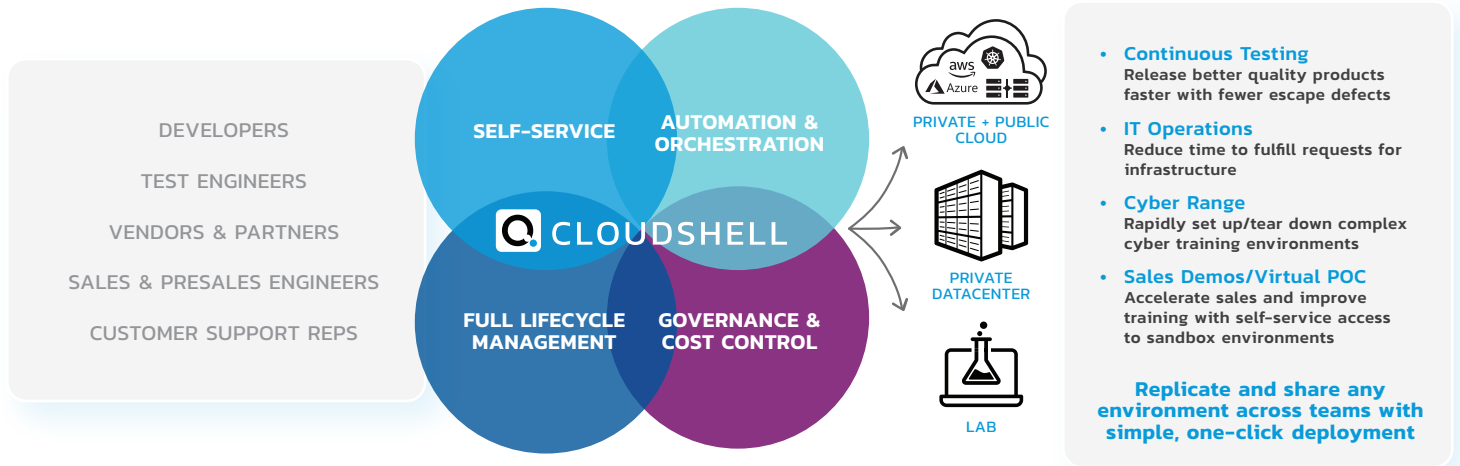 DEVELOPERS
TEST ENGINEERS
VENDORS & PARTNERS
SALES & PRESALES ENGINEERS
CUSTOMER SUPPORT REPS
SELF-SERVICE
AUTOMATION &
ORCHESTRATION
CLOUDSHELL
FULL LIFECYCLE
MANAGEMENT
GOVERNANCE &
COST CONTROL
aws
Azure
PRIVATE + PUBLIC
CLOUD
PRIVATE
DATACENTER
LAB
• Continuous Testing
Release better quality products
faster with fewer escape defects
• IT Operations
Reduce time to fulfill requests for
infrastructure
• Cyber Range
Rapidly set up/tear down complex
cyber training environments
• Sales Demos/Virtual POC
Accelerate sales and improve
training with self-service access
to sandbox environments
Replicate and share any
environment across teams with
simple, one-click deployment